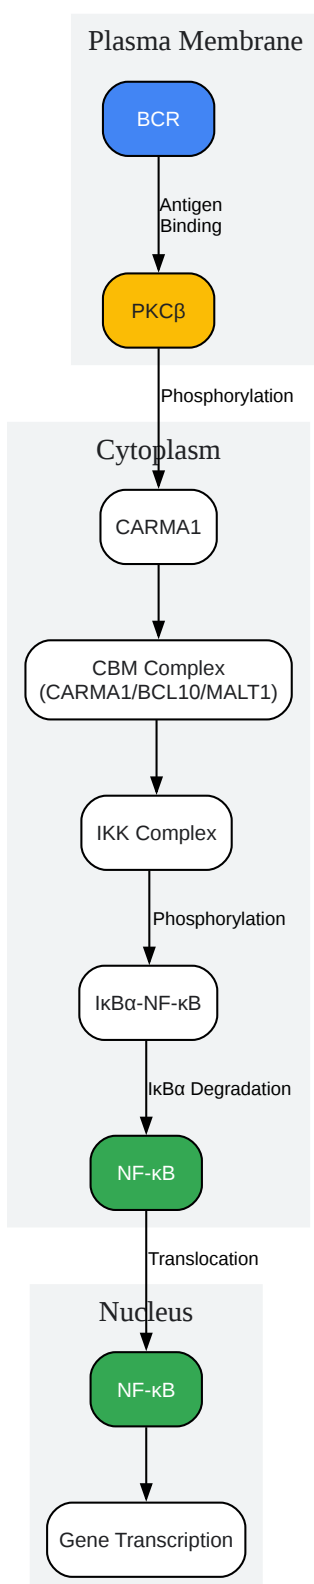 Plasma Membrane
BCR
Antigen
Binding
PKCβ
Phosphorylation
Cytoplasm
CARMA1
CBM Complex
(CARMA1/BCL10/MALT1)
IKK Complex
Phosphorylation
IκBα-NF-κB
IκBα Degradation
NF-κB
Translocation
Nucleus
NF-κB
Gene Transcription